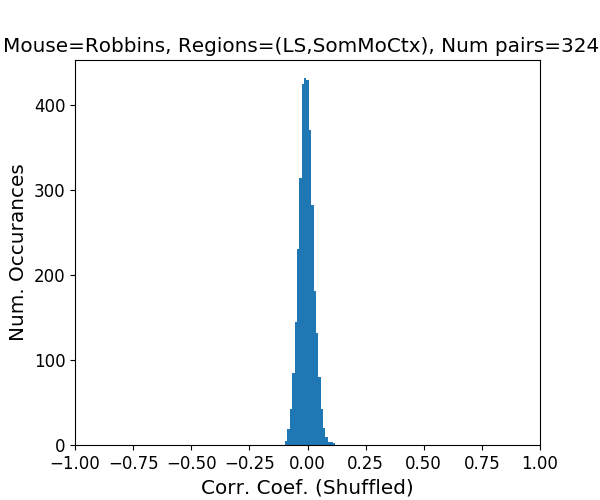 Mouse=Robbins, Regions=(LS,SomMoCtx), Num pairs=324
400
300
200
100
0
Num. Occurances
−1.00 −0.75 −0.50 −0.25 0.00 0.25 0.50 0.75 1.00
Corr. Coef. (Shuffled)